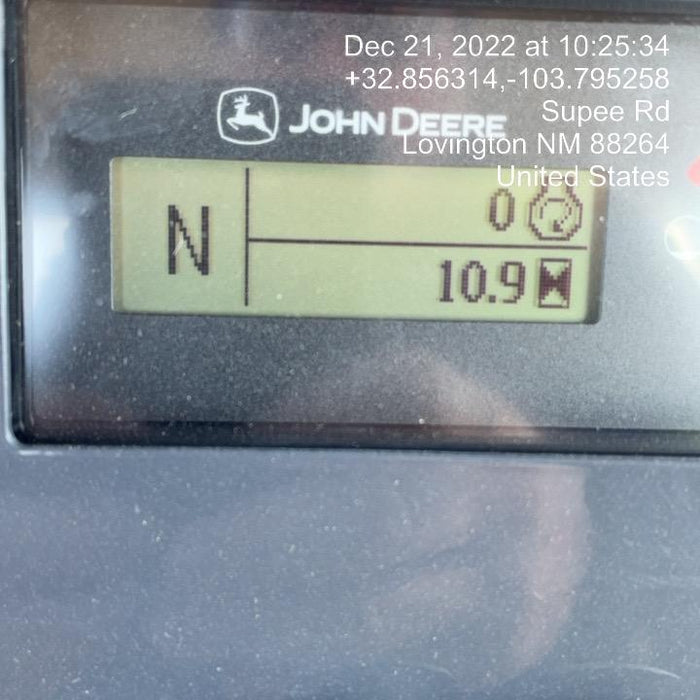 Dec 21, 2022 at 10:25:34
+32.856314,-103.795258
Supee Rd
Lovington NM 88264
United States
JOHN DEERE
N
0
10.9